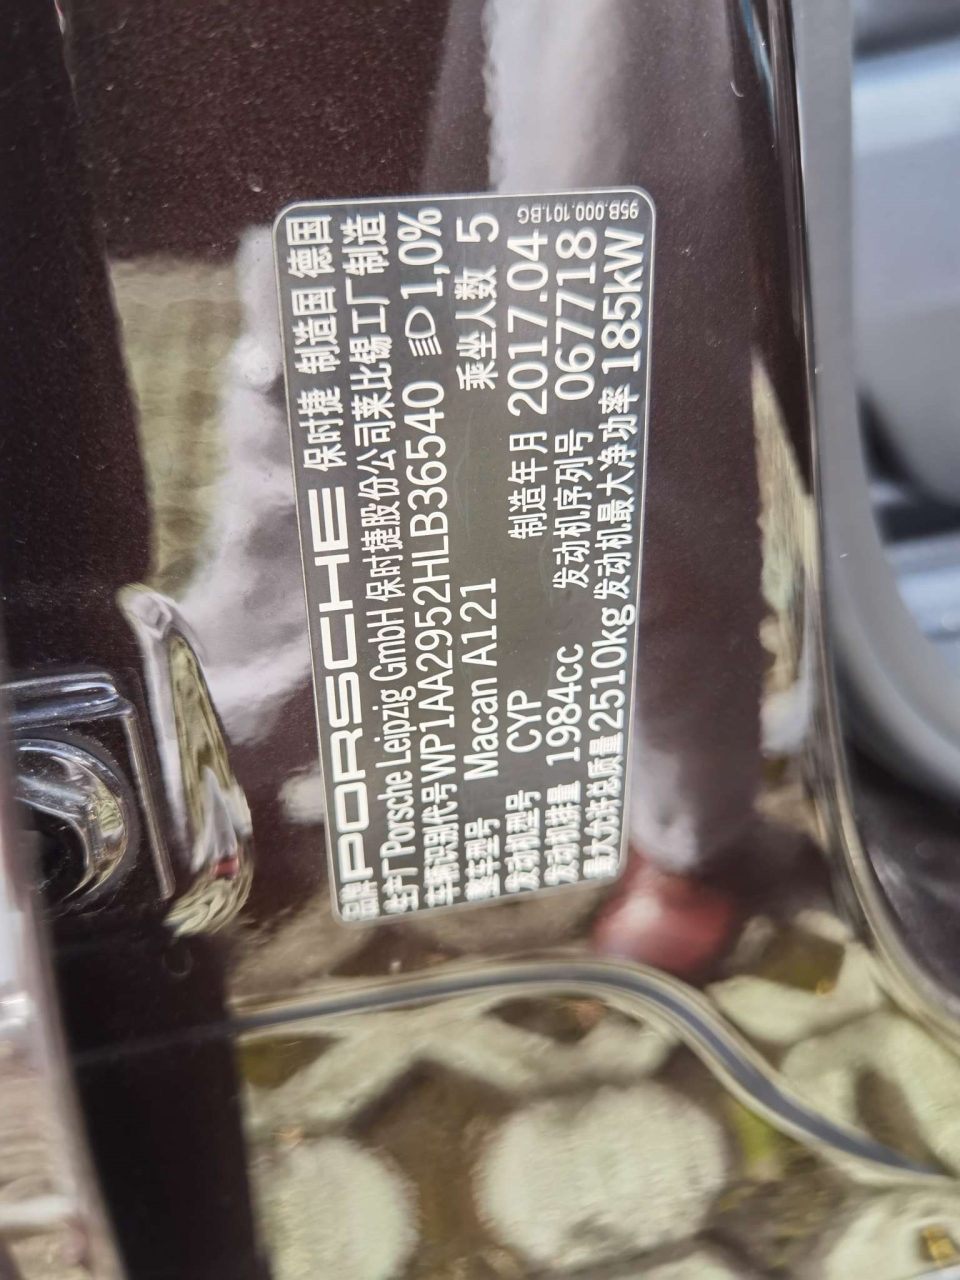 品牌 PORSCHE 保时捷 制造国 德国
生产厂 Porsche Leipzig GmbH 保时捷股份公司莱比锡工厂制造
车辆识别代号 WP1AA2952HLB36540 1,0%
整车型号 Macan A121 乘坐人数 5
发动机型号 CYP 制造年月 2017.04
发动机排量 1984cc 发动机序列号 067718
最大允许总质量 2510kg 发动机最大净功率 185kW
95B.000.101.BG